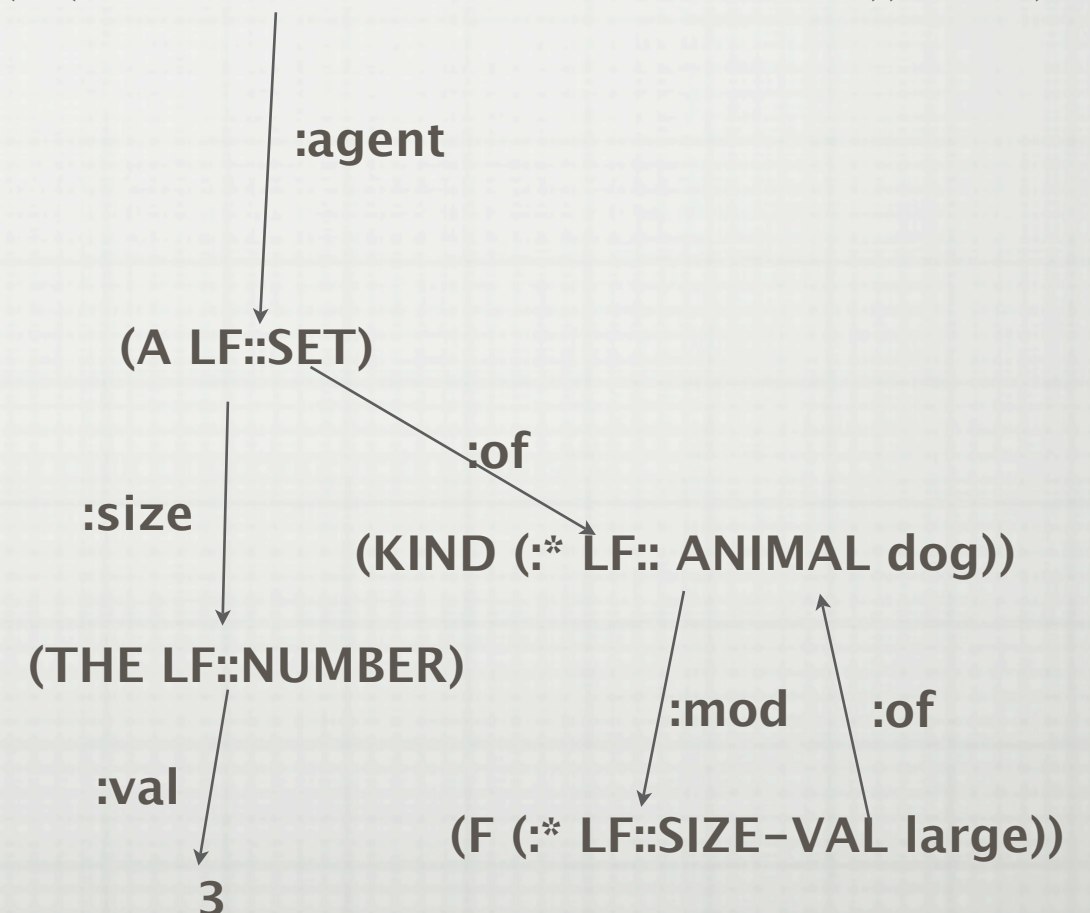 :agent
(A LF::SET)
:of
:size
(KIND (:* LF:: ANIMAL dog))
(THE LF::NUMBER)
:mod
:of
:val
(F (:* LF::SIZE-VAL large))
3